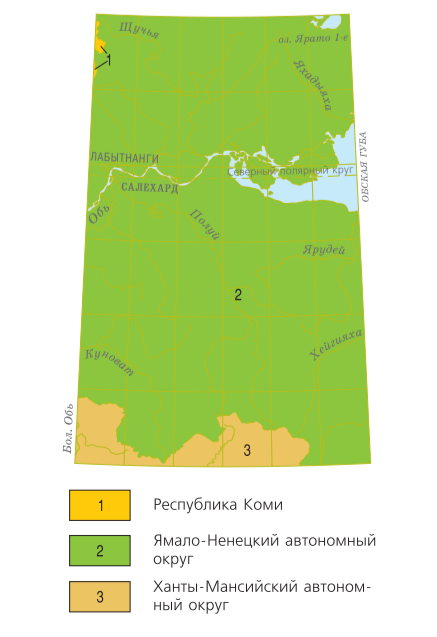 Щучья
оз. Ярато 1-е
1
Яхадыяха
ОБСКАЯ ГУБА
ЛАБЫТНАНГИ
Северный полярный круг
САЛЕХАРД
Обь
Полуй
Ярудей
2
Хейгияха
Куноват
Бол. Обь
3
1 Республика Коми
2 Ямало-Ненецкий автономный
округ
3 Ханты-Мансийский автоном-
ный округ